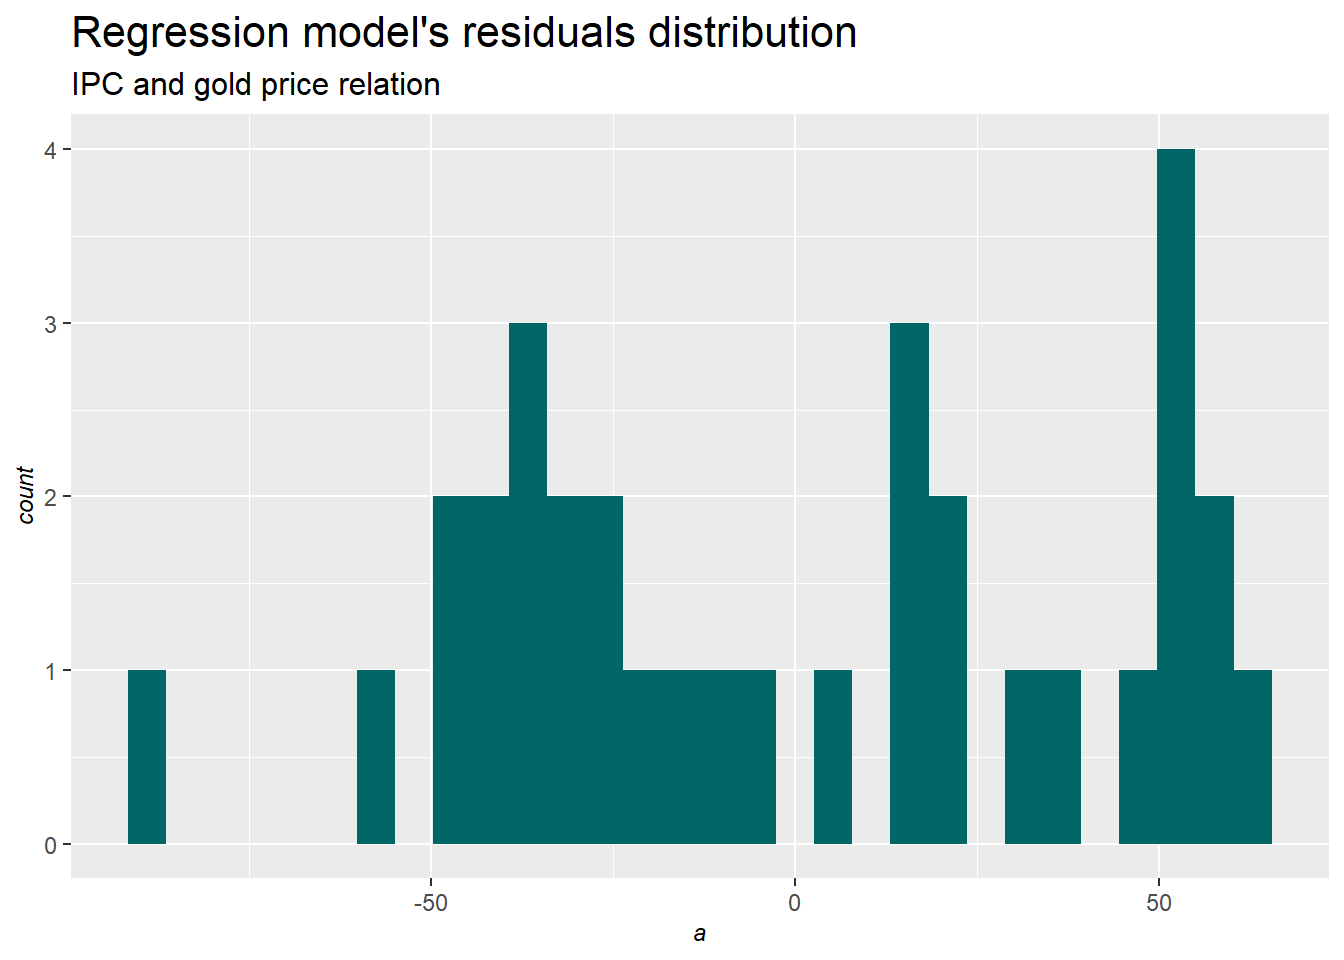 Regression model's residuals distribution
IPC and gold price relation
4
3
2
1
0
count
-50
0
50
a